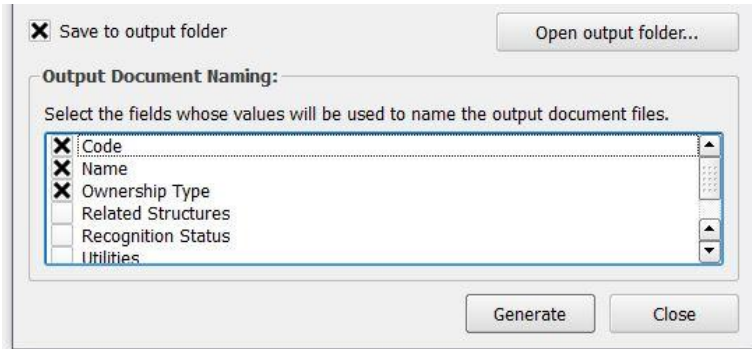 Save to output folder
Open output folder...
Output Document Naming:
Select the fields whose values will be used to name the output document files.
Code
Name
Ownership Type
Related Structures
Recognition Status
Utilities
Generate
Close